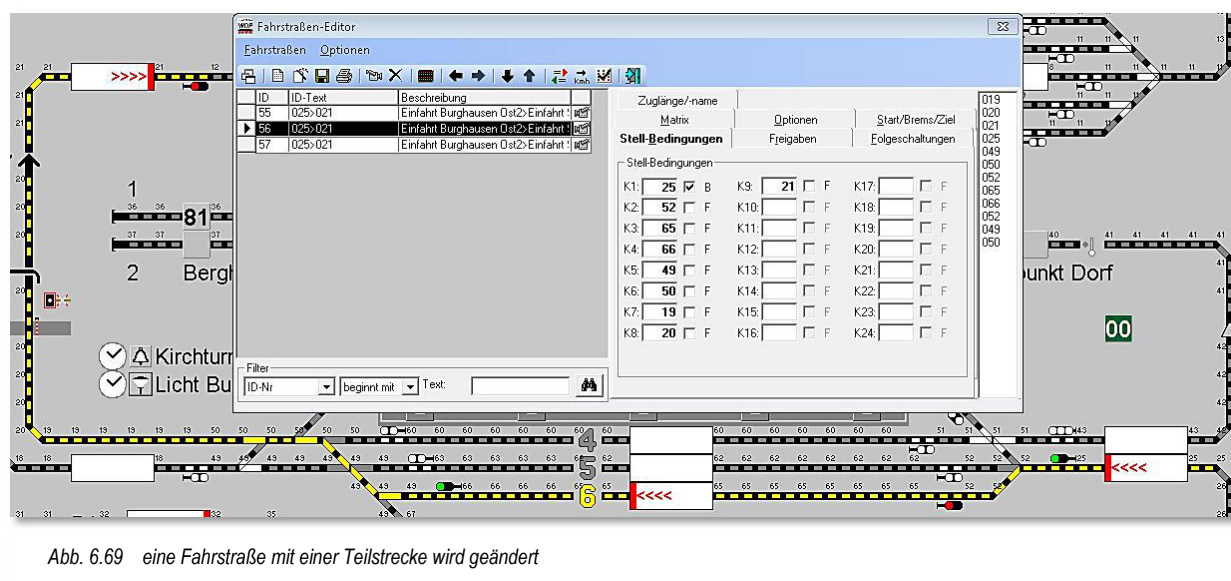 Fahrstraßen-Editor
Fahrstraßen Optionen
ID ID-Text Beschreibung
55 025>021 Einfahrt Burghausen Ost2>Einfahrt
56 025>021 Einfahrt Burghausen Ost2>Einfahrt
57 025>021 Einfahrt Burghausen Ost2>Einfahrt
Filter
ID-Nr beginnt mit Text:
Zuglänge/-name
Matrix Optionen Start/Brems/Ziel
Stell-Bedingungen Freigaben Folgeschaltungen
Stell-Bedingungen
K1: 25 B K9: 21 F K17: F
K2: 52 F K10: F K18: F
K3: 65 F K11: F K19: F
K4: 66 F K12: F K20: F
K5: 49 F K13: F K21: F
K6: 50 F K14: F K22: F
K7: 19 F K15: F K23: F
K8: 20 F K16: F K24: F
019
020
021
025
049
050
052
065
066
052
049
050
>>>>
1
81
2 Bergh
unkt Dorf
00
Kirchturr
Licht Bu
4
5
<<<<
6
<<<<
Abb. 6.69 eine Fahrstraße mit einer Teilstrecke wird geändert